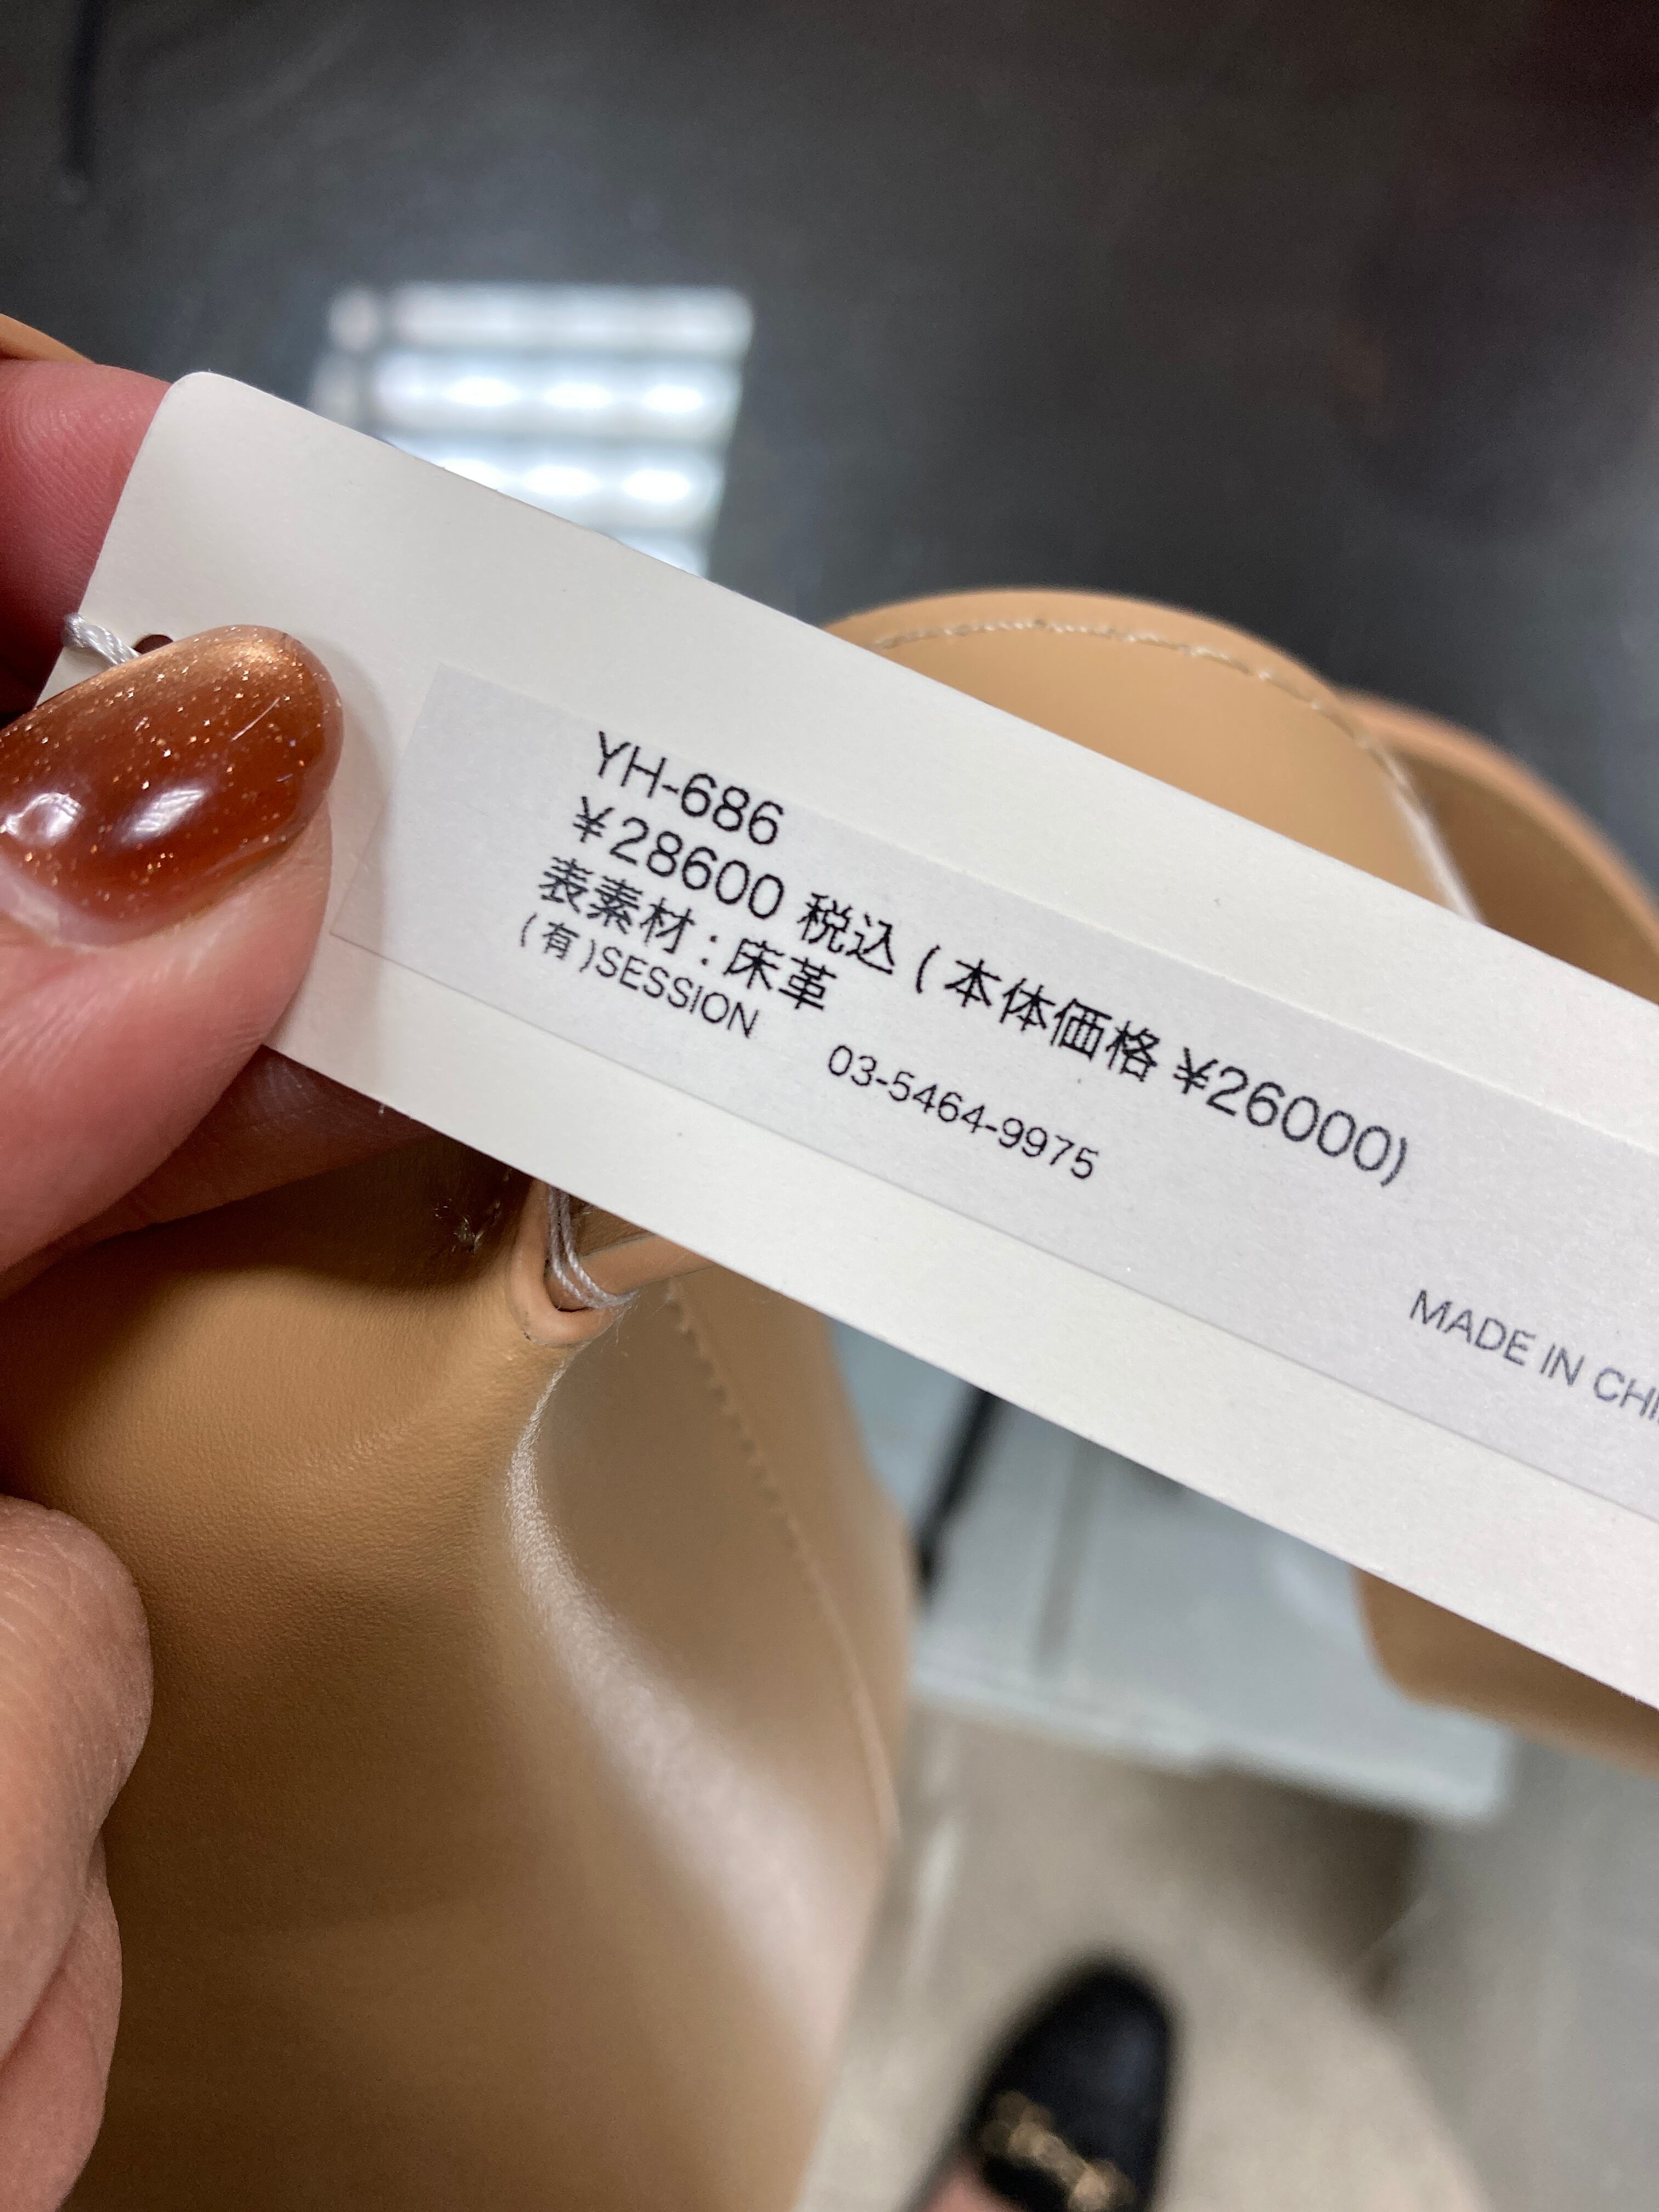 YH-686
¥28600 税込 (本体価格 ¥26000)
表素材:床革
(有)SESSION 03-5464-9975
MADE IN